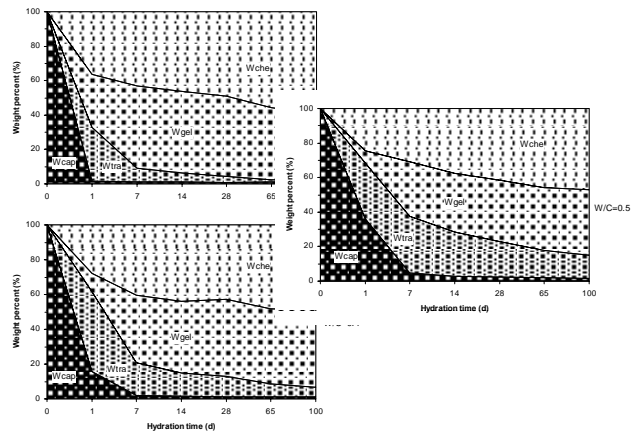 100
80
60
40
20
0
Weight percent (%)
Wche
Wgel
Wtra
Wcap
0 1 7 14 28 65
100
80
60
40
20
0
Weight percent (%)
Wche
Wgel
Wtra
Wcap
0 1 7 14 28 65 100
Hydration time (d)
W/C=0.5
100
80
60
40
20
0
Weight percent (%)
Wche
Wgel
Wtra
Wcap
0 1 7 14 28 65 100
Hydration time (d)